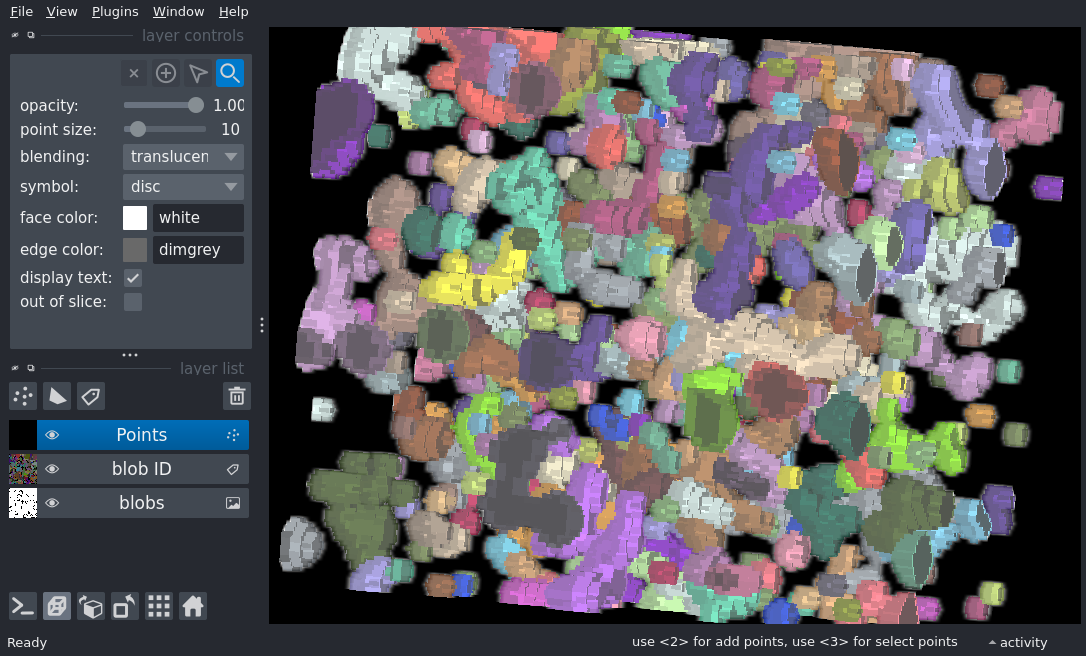 File View Plugins Window Help
layer controls
opacity: 1.00
point size: 10
blending: translucen
symbol: disc
face color: white
edge color: dimgrey
display text:
out of slice:
layer list
Points
blob ID
blobs
Ready
use <2> for add points, use <3> for select points
activity